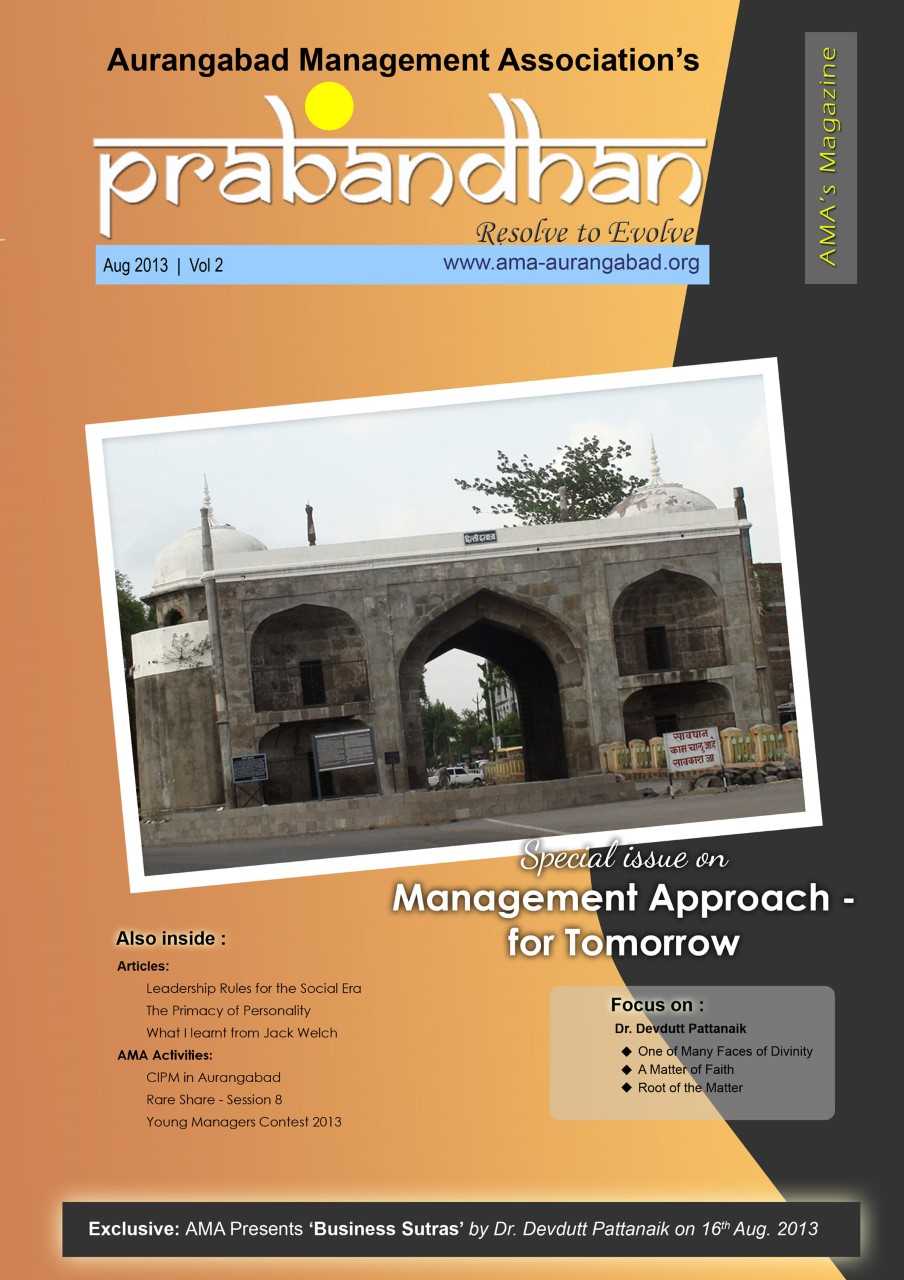 Aurangabad Management Association's
AMA's Magazine
prabandhan
Resolve to Evolve
Aug 2013 | Vol 2
www.ama-aurangabad.org
दिल्ली दरवाजा
सावधान
काम चालु आहे
सावकाश जा
Special issue on
Management Approach -
for Tomorrow
Also inside :
Articles:
Leadership Rules for the Social Era
The Primacy of Personality
What I learnt from Jack Welch
AMA Activities:
CIPM in Aurangabad
Rare Share - Session 8
Young Managers Contest 2013
Focus on :
Dr. Devdutt Pattanaik
◆ One of Many Faces of Divinity
◆ A Matter of Faith
◆ Root of the Matter
Exclusive: AMA Presents 'Business Sutras' by Dr. Devdutt Pattanaik on 16th Aug. 2013